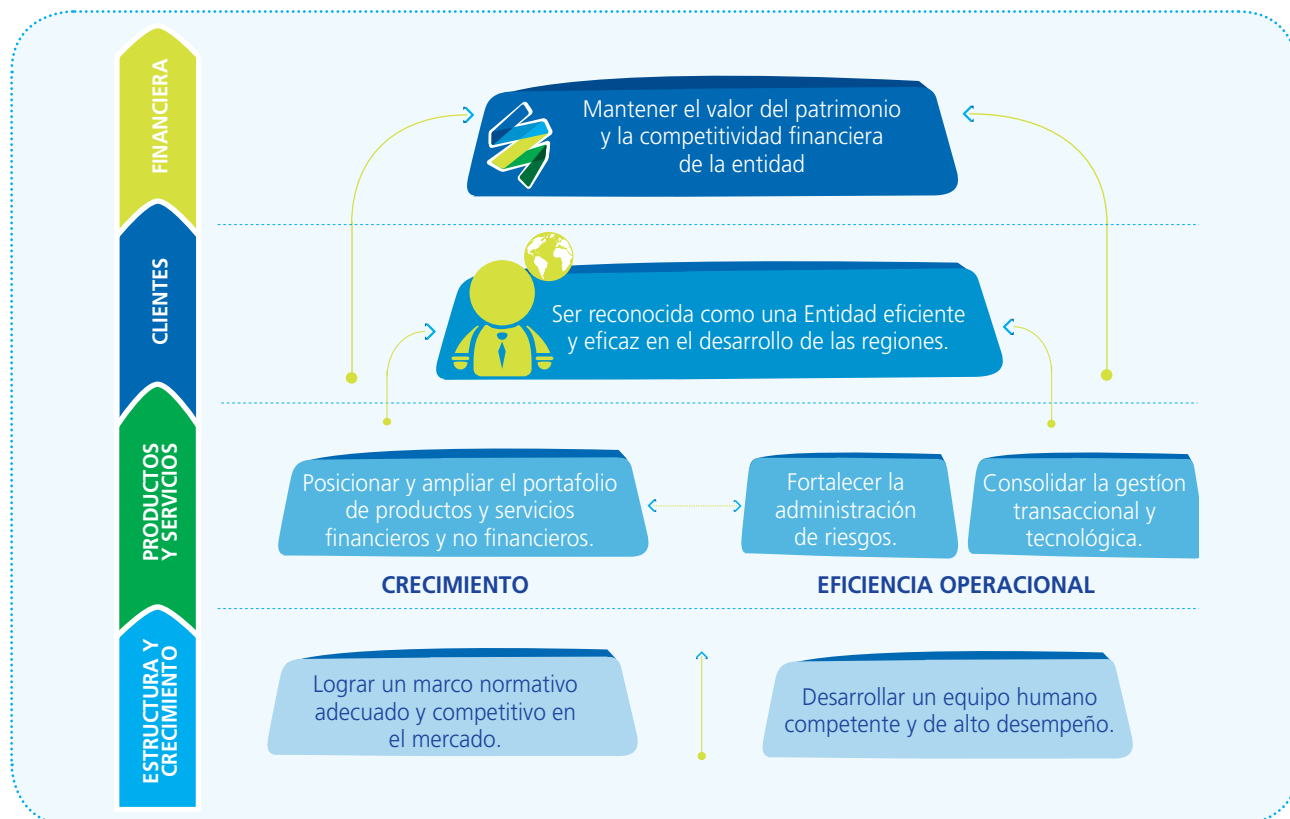 FINANCIERA
Mantener el valor del patrimonio
y la competitividad financiera
de la entidad
CLIENTES
Ser reconocida como una Entidad eficiente
y eficaz en el desarrollo de las regiones.
PRODUCTOS
Y SERVICIOS
Posicionar y ampliar el portafolio
de productos y servicios
financieros y no financieros.
Fortalecer la
administración
de riesgos.
Consolidar la gestíon
transaccional y
tecnológica.
CRECIMIENTO
EFICIENCIA OPERACIONAL
ESTRUCTURA Y
CRECIMIENTO
Lograr un marco normativo
adecuado y competitivo en
el mercado.
Desarrollar un equipo humano
competente y de alto desempeño.